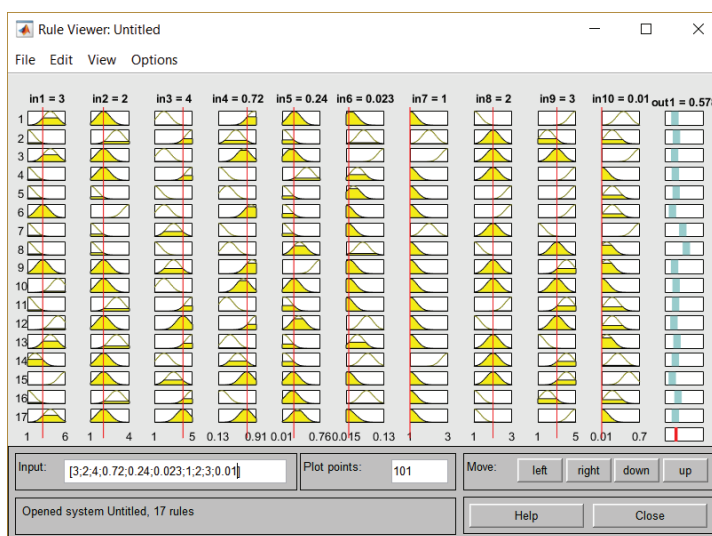 Rule Viewer: Untitled
File Edit View Options
in1 = 3 in2 = 2 in3 = 4 in4 = 0.72 in5 = 0.24 in6 = 0.023 in7 = 1 in8 = 2 in9 = 3 in10 = 0.01 out1 = 0.578
1
2
3
4
5
6
7
8
9
10
11
12
13
14
15
16
17
1 6 1 4 1 5 0.13 0.91 0.01 0.76 0.015 0.13 1 3 1 3 1 5 0.01 0.7
Input: [3;2;4;0.72;0.24;0.023;1;2;3;0.01] Plot points: 101 Move: left right down up
Opened system Untitled, 17 rules Help Close